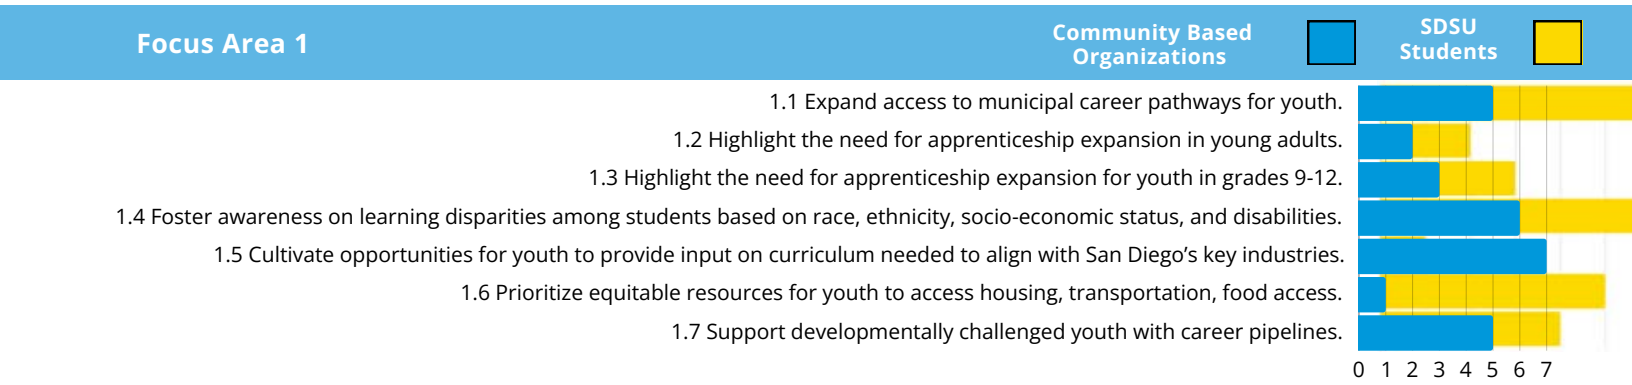 Focus Area 1
Community Based
Organizations
SDSU
Students
1.1 Expand access to municipal career pathways for youth.
1.2 Highlight the need for apprenticeship expansion in young adults.
1.3 Highlight the need for apprenticeship expansion for youth in grades 9-12.
1.4 Foster awareness on learning disparities among students based on race, ethnicity, socio-economic status, and disabilities.
1.5 Cultivate opportunities for youth to provide input on curriculum needed to align with San Diego’s key industries.
1.6 Prioritize equitable resources for youth to access housing, transportation, food access.
1.7 Support developmentally challenged youth with career pipelines.
0 1 2 3 4 5 6 7